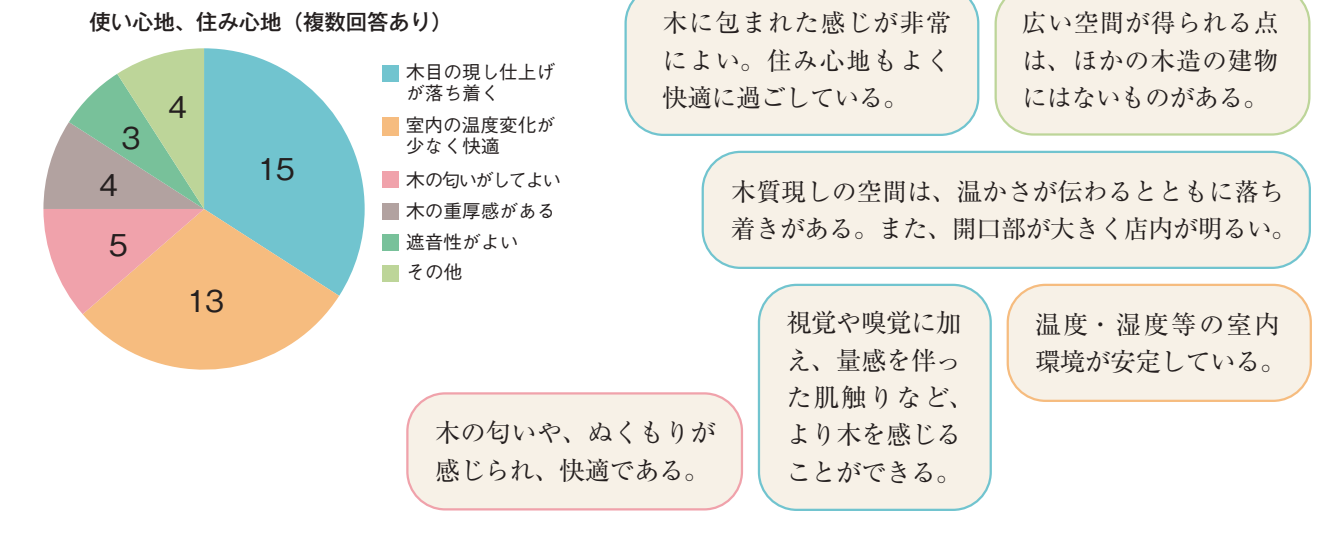 使い心地、住み心地（複数回答あり）
15
13
5
4
3
4
木目の現し仕上げ
が落ち着く
室内の温度変化が
少なく快適
木の匂いがしてよい
木の重厚感がある
遮音性がよい
その他
木に包まれた感じが非常
によい。住み心地もよく
快適に過ごしている。
広い空間が得られる点
は、ほかの木造の建物
にはないものがある。
木質現しの空間は、温かさが伝わるとともに落ち
着きがある。また、開口部が大きく店内が明るい。
視覚や嗅覚に加
え、量感を伴っ
た肌触りなど、
より木を感じる
ことができる。
温度・湿度等の室内
環境が安定している。
木の匂いや、ぬくもりが
感じられ、快適である。